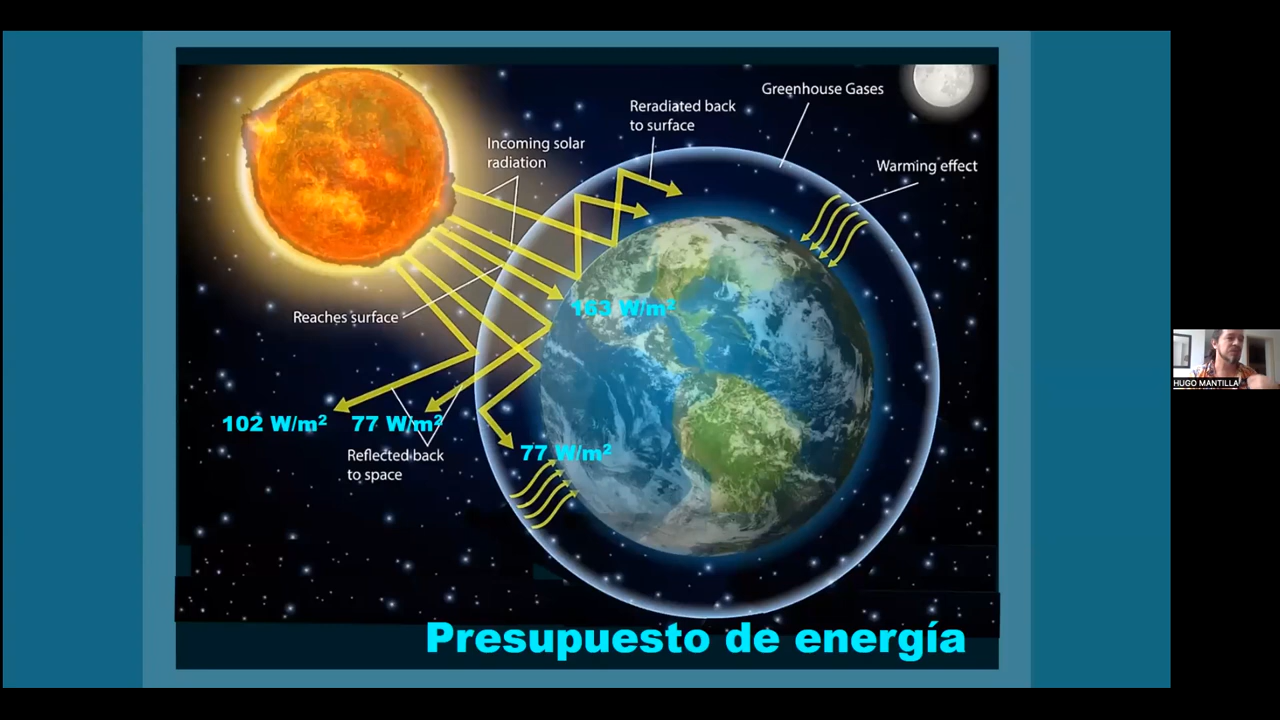 Greenhouse Gases
Reradiated back
to surface
Incoming solar
radiation
Warming effect
163 W/m²
Reaches surface
102 W/m²
77 W/m²
Reflected back
to space
77 W/m²
Presupuesto de energía
HUGO MANTILLA